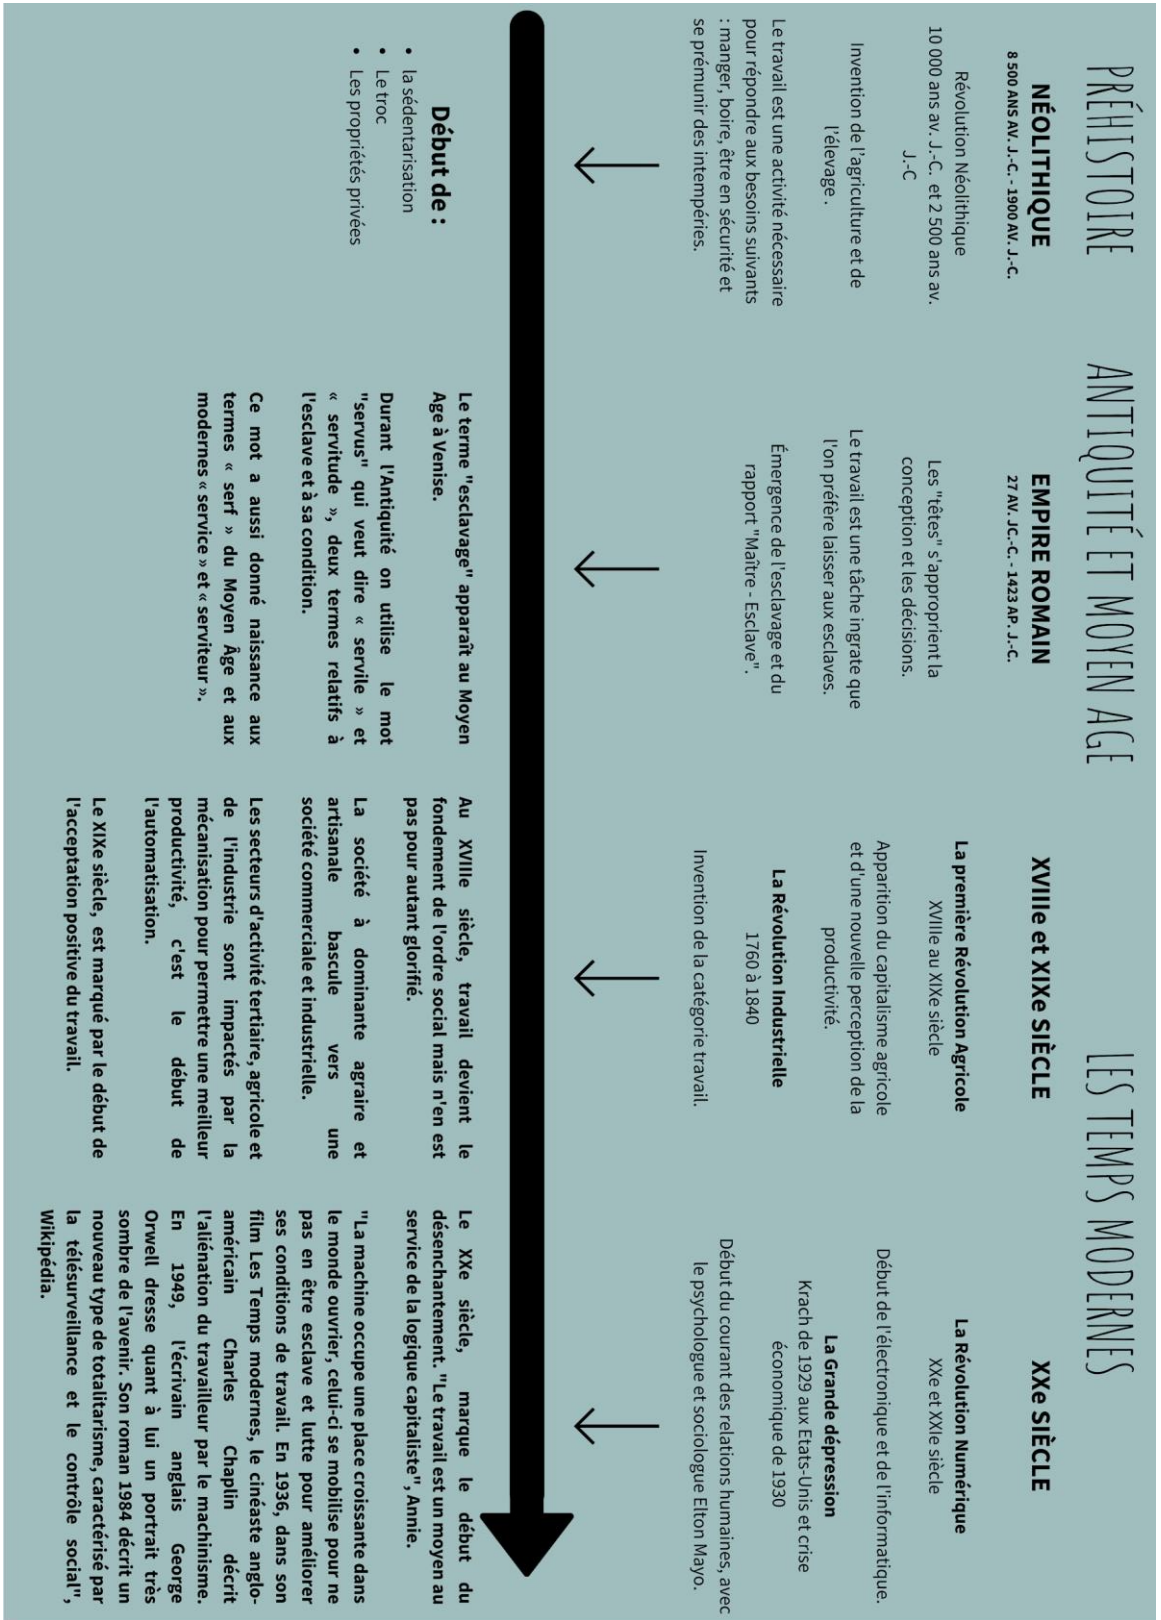 PRÉHISTOIRE
NÉOLITHIQUE
8 500 ANS AV. J.-C. - 1900 AV. J.-C.
Révolution Néolithique
10 000 ans av. J.-C. et 2 500 ans av.
J.-C
Invention de l'agriculture et de
l'élevage .
Le travail est une activité nécessaire
pour répondre aux besoins suivants
: manger, boire, être en sécurité et
se prémunir des intempéries.
Début de :
• la sédentarisation
• Le troc
• Les propriétés privées
ANTIQUITÉ ET MOYEN AGE
EMPIRE ROMAIN
27 AV. JC.-C. - 1423 AP. J.-C.
Les "têtes" s'approprient la
conception et les décisions.
Le travail est une tâche ingrate que
l'on préfère laisser aux esclaves.
Émergence de l'esclavage et du
rapport "Maître - Esclave".
Le terme "esclavage" apparaît au Moyen
Age à Venise.
Durant l'Antiquité on utilise le mot
"servus" qui veut dire « servile » et
« servitude », deux termes relatifs à
l'esclave et à sa condition.
Ce mot a aussi donné naissance aux
termes « serf » du Moyen Âge et aux
modernes « service » et « serviteur ».
LES TEMPS MODERNES
XVIIIe et XIXe SIÈCLE
La première Révolution Agricole
XVIIIe au XIXe siècle
Apparition du capitalisme agricole
et d'une nouvelle perception de la
productivité.
La Révolution Industrielle
1760 à 1840
Invention de la catégorie travail.
Au XVIIIe siècle, travail devient le
fondement de l'ordre social mais n'en est
pas pour autant glorifié.
La société à dominante agraire et
artisanale bascule vers une
société commerciale et industrielle.
Les secteurs d'activité tertiaire, agricole et
de l'industrie sont impactés par la
mécanisation pour permettre une meilleur
productivité, c'est le début de
l'automatisation.
Le XIXe siècle, est marqué par le début de
l'acceptation positive du travail.
XXe SIÈCLE
La Révolution Numérique
XXe et XXIe siècle
Début de l'électronique et de l'informatique.
La Grande dépression
Krach de 1929 aux Etats-Unis et crise
économique de 1930
Début du courant des relations humaines, avec
le psychologue et sociologue Elton Mayo.
Le XXe siècle, marque le début du
désenchantement. "Le travail est un moyen au
service de la logique capitaliste", Annie.
"La machine occupe une place croissante dans
le monde ouvrier, celui-ci se mobilise pour ne
pas en être esclave et lutte pour améliorer
ses conditions de travail. En 1936, dans son
film Les Temps modernes, le cinéaste anglo-
américain Charles Chaplin décrit
l'aliénation du travailleur par le machinisme.
En 1949, l'écrivain anglais George
Orwell dresse quant à lui un portrait très
sombre de l'avenir. Son roman 1984 décrit un
nouveau type de totalitarisme, caractérisé par
la télésurveillance et le contrôle social",
Wikipédia.